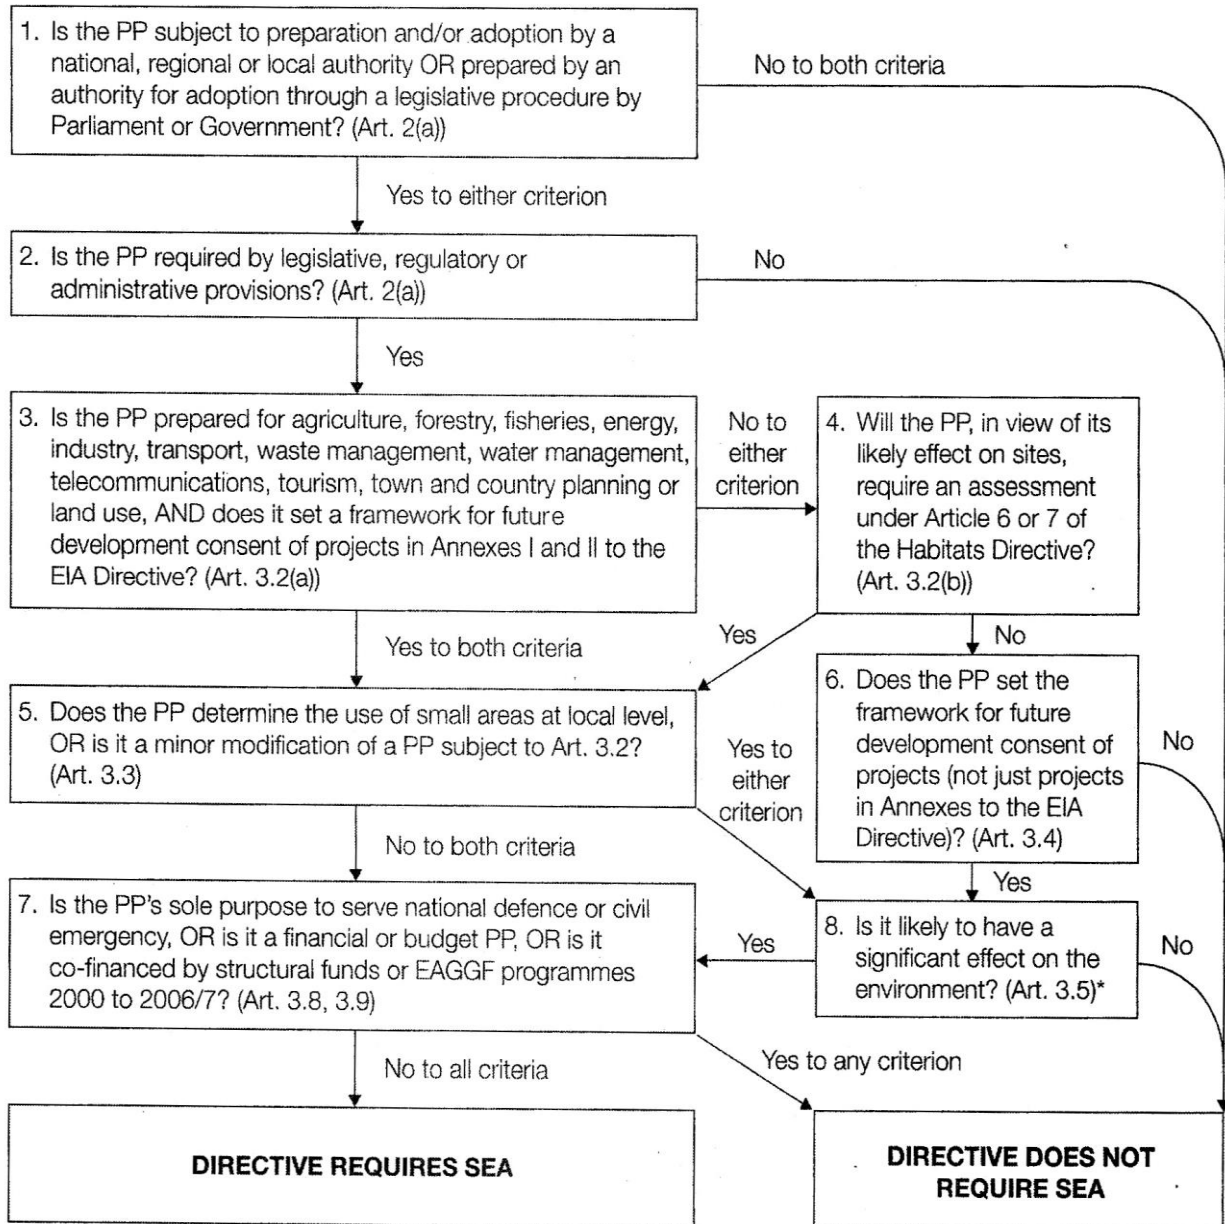 1. Is the PP subject to preparation and/or adoption by a
national, regional or local authority OR prepared by an
authority for adoption through a legislative procedure by
Parliament or Government? (Art. 2(a))
No to both criteria
Yes to either criterion
2. Is the PP required by legislative, regulatory or
administrative provisions? (Art. 2(a))
No
Yes
3. Is the PP prepared for agriculture, forestry, fisheries, energy,
industry, transport, waste management, water management,
telecommunications, tourism, town and country planning or
land use, AND does it set a framework for future
development consent of projects in Annexes I and II to the
EIA Directive? (Art. 3.2(a))
No to
either
criterion
4. Will the PP, in view of its
likely effect on sites,
require an assessment
under Article 6 or 7 of
the Habitats Directive?
(Art. 3.2(b))
Yes to both criteria
Yes
No
5. Does the PP determine the use of small areas at local level,
OR is it a minor modification of a PP subject to Art. 3.2?
(Art. 3.3)
Yes to
either
criterion
6. Does the PP set the
framework for future
development consent of
projects (not just projects
in Annexes to the EIA
Directive)? (Art. 3.4)
No
No to both criteria
Yes
7. Is the PP's sole purpose to serve national defence or civil
emergency, OR is it a financial or budget PP, OR is it
co-financed by structural funds or EAGGF programmes
2000 to 2006/7? (Art. 3.8, 3.9)
Yes
8. Is it likely to have a
significant effect on the
environment? (Art. 3.5)*
No
No to all criteria
Yes to any criterion
DIRECTIVE REQUIRES SEA
DIRECTIVE DOES NOT
REQUIRE SEA